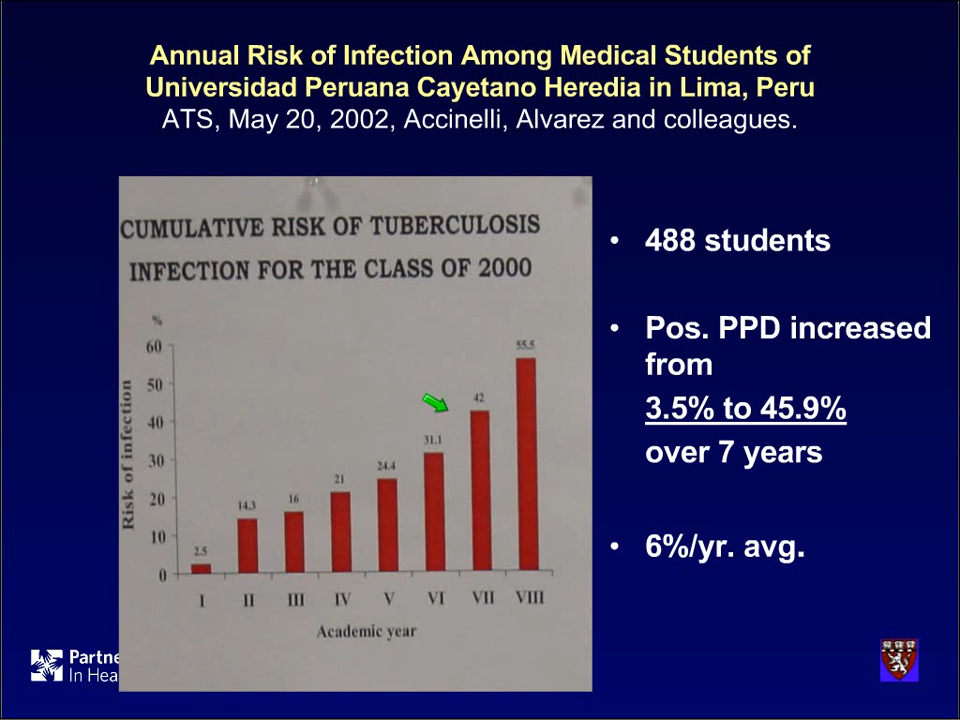 Annual Risk of Infection Among Medical Students of
Universidad Peruana Cayetano Heredia in Lima, Peru
ATS, May 20, 2002, Accinelli, Alvarez and colleagues.
CUMULATIVE RISK OF TUBERCULOSIS
INFECTION FOR THE CLASS OF 2000
%
60
50
40
30
20
10
0
Risk of infection
2.5
14.3
16
21
24.4
31.1
42
55.5
I II III IV V VI VII VIII
Academic year
• 488 students
• Pos. PPD increased
from
3.5% to 45.9%
over 7 years
• 6%/yr. avg.
Partne
In Hea